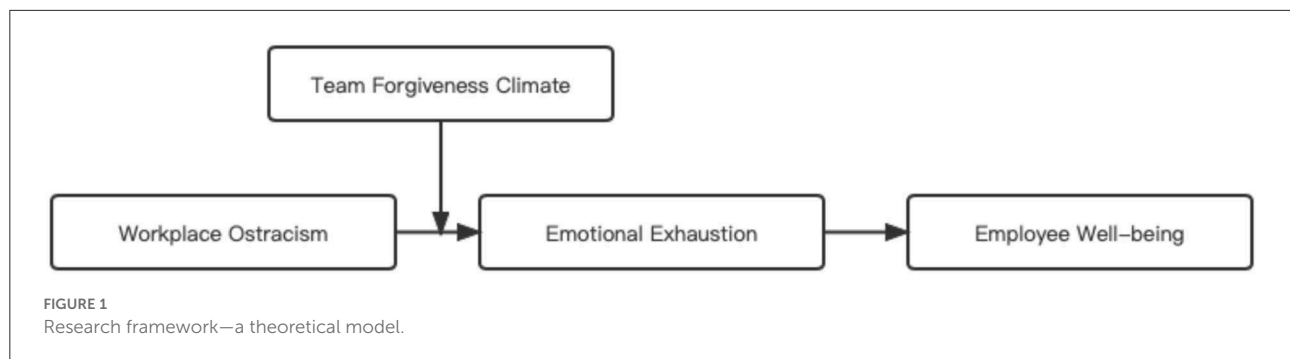 Team Forgiveness Climate
Workplace Ostracism
Emotional Exhaustion
Employee Well-being
FIGURE 1
Research framework—a theoretical model.